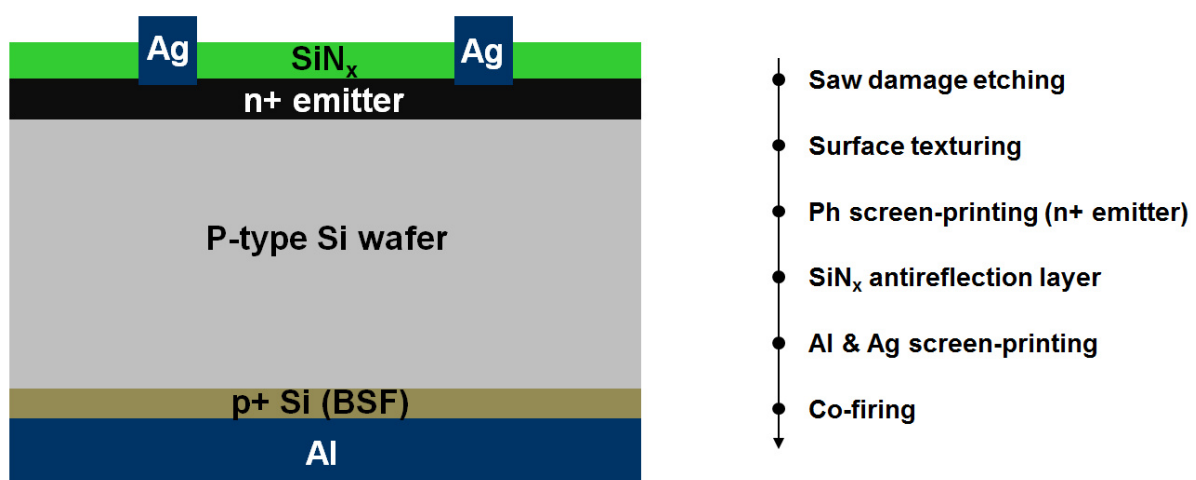 Ag
Ag
SiNx
n+ emitter
P-type Si wafer
p+ Si (BSF)
Al
Saw damage etching
Surface texturing
Ph screen-printing (n+ emitter)
SiNx antireflection layer
Al & Ag screen-printing
Co-firing